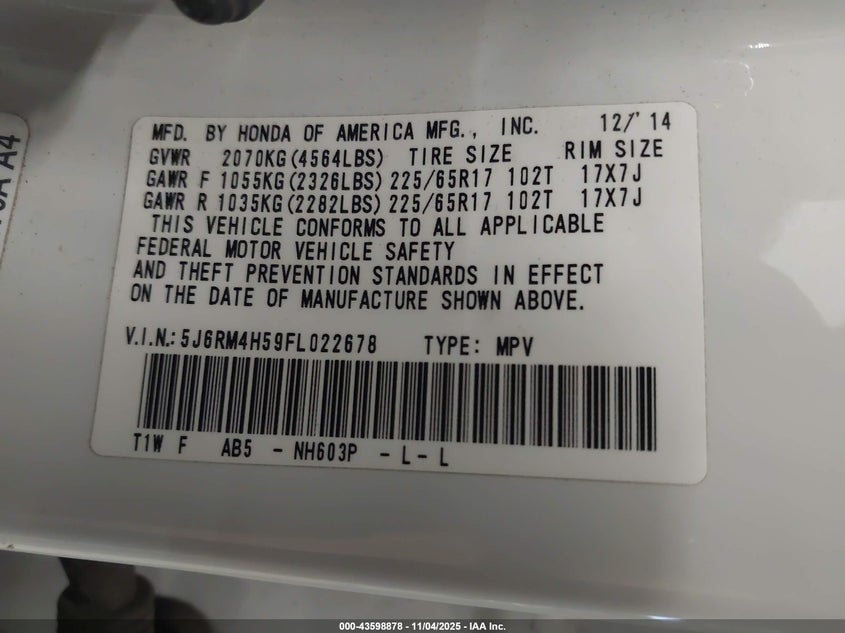 MFD. BY HONDA OF AMERICA MFG., INC. 12/'14
GVWR 2070KG(4564LBS) TIRE SIZE RIM SIZE
GAWR F 1055KG(2326LBS) 225/65R17 102T 17X7J
GAWR R 1035KG(2282LBS) 225/65R17 102T 17X7J
THIS VEHICLE CONFORMS TO ALL APPLICABLE
FEDERAL MOTOR VEHICLE SAFETY
AND THEFT PREVENTION STANDARDS IN EFFECT
ON THE DATE OF MANUFACTURE SHOWN ABOVE.
V.I.N.: 5J6RM4H59FL022678 TYPE: MPV
T1W F AB5 - NH603P - L - L
A4
000-43598878 - 11/04/2025 - IAA Inc.